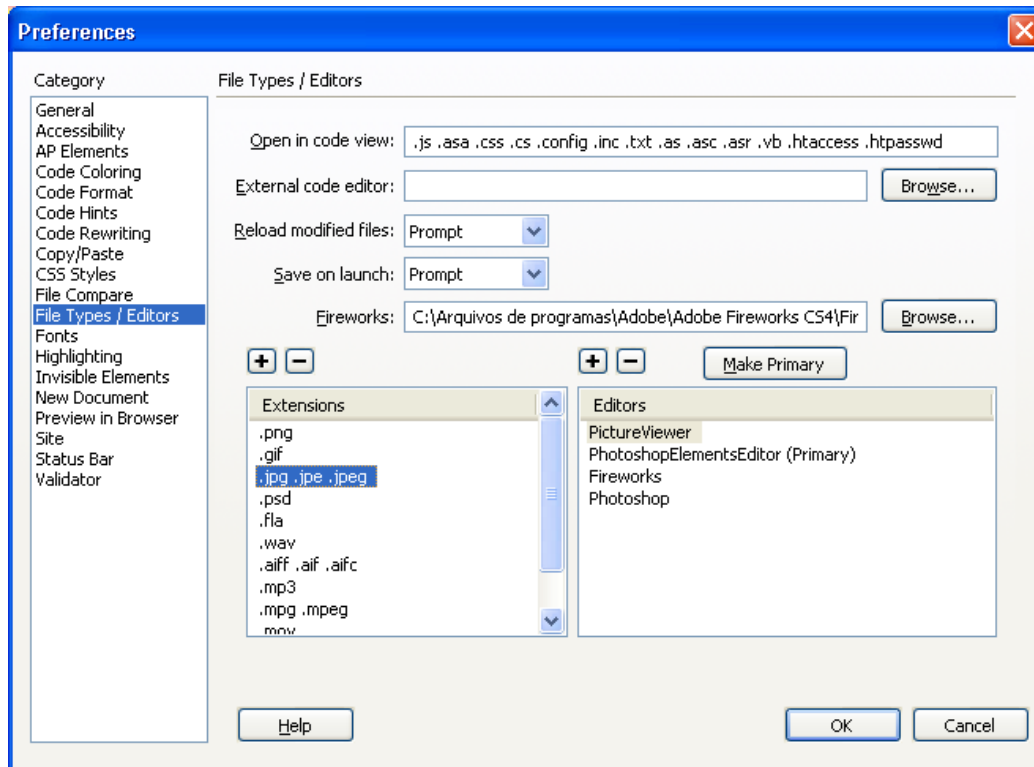 Preferences
Category
General
Accessibility
AP Elements
Code Coloring
Code Format
Code Hints
Code Rewriting
Copy/Paste
CSS Styles
File Compare
File Types / Editors
Fonts
Highlighting
Invisible Elements
New Document
Preview in Browser
Site
Status Bar
Validator
File Types / Editors
Open in code view: .js .asa .css .cs .config .inc .txt .as .asc .asr .vb .htaccess .htpasswd
External code editor: Browse...
Reload modified files: Prompt
Save on launch: Prompt
Fireworks: C:\Arquivos de programas\Adobe\Adobe Fireworks CS4\Fir Browse...
Make Primary
Extensions
.png
.gif
.jpg .jpe .jpeg
.psd
.fla
.wav
.aiff .aif .aifc
.mp3
.mpg .mpeg
.mov
Editors
PictureViewer
PhotoshopElementsEditor (Primary)
Fireworks
Photoshop
Help OK Cancel